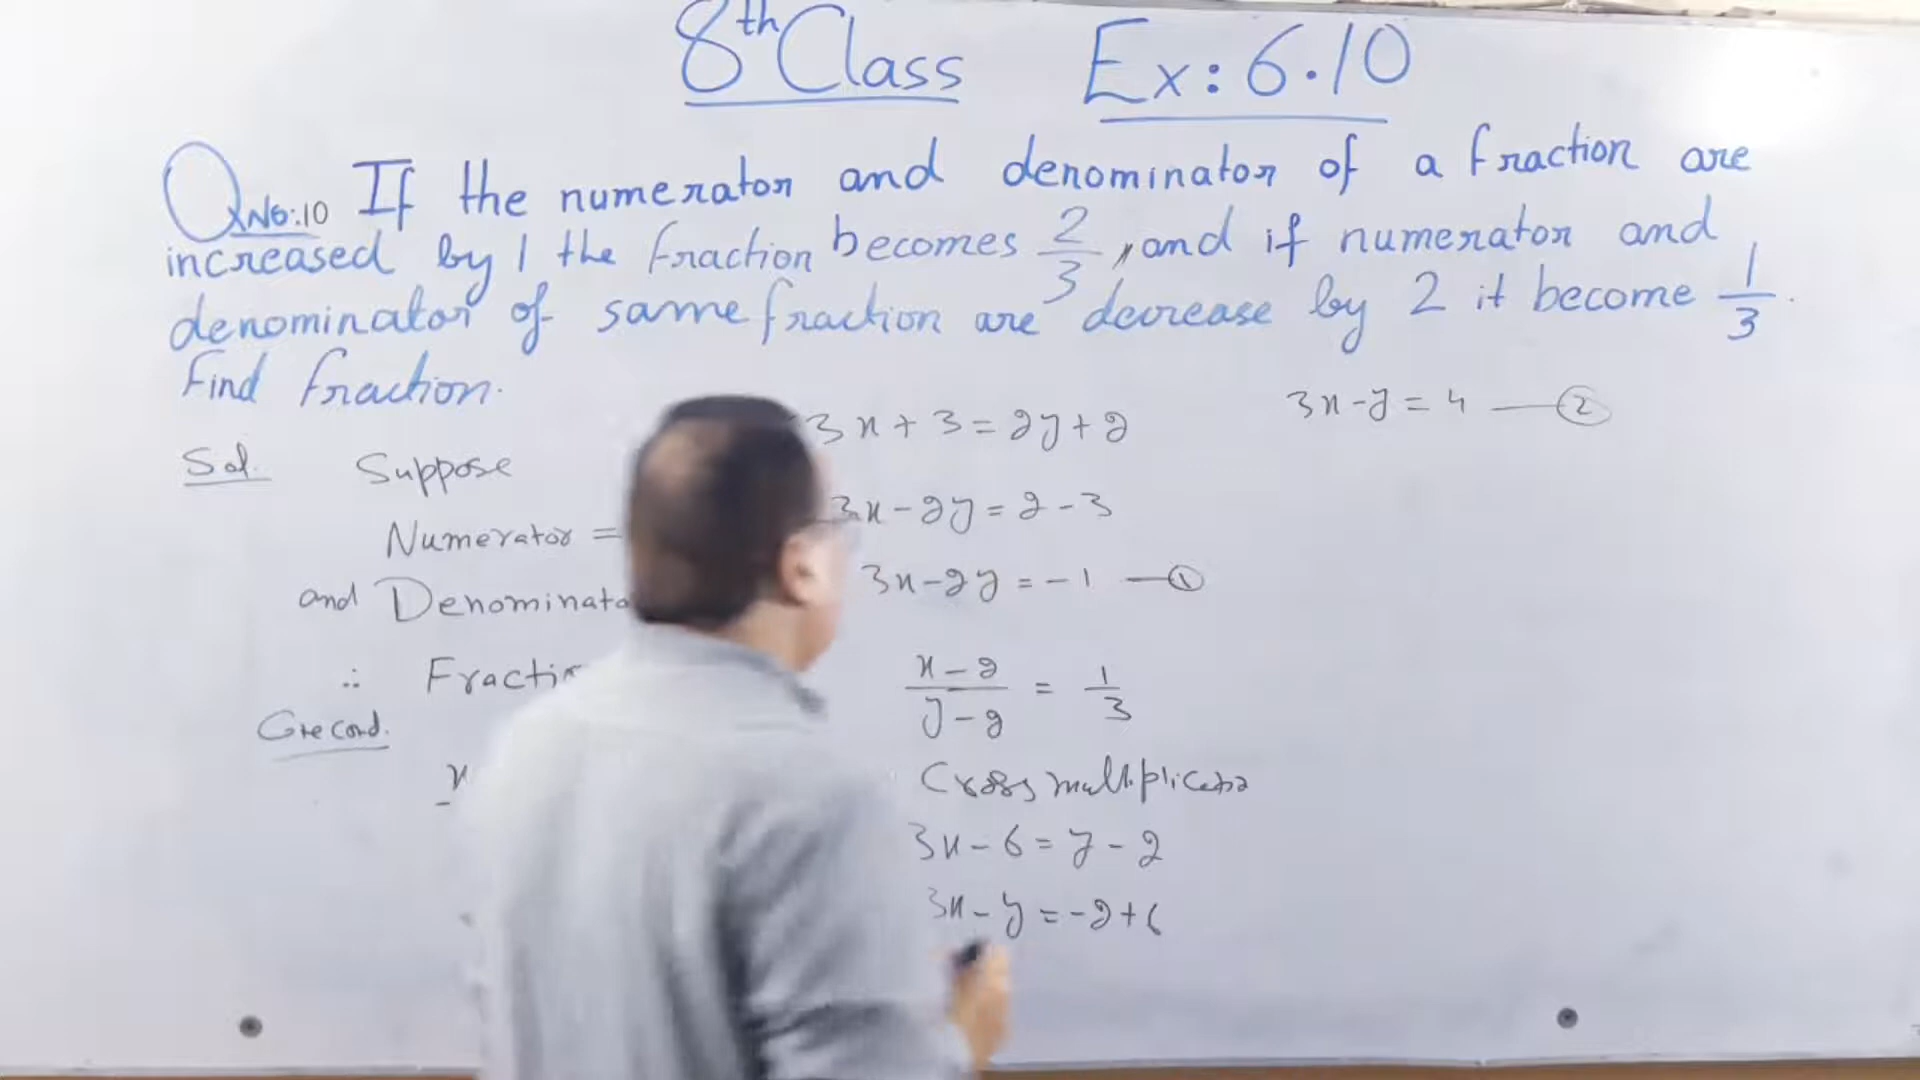 8th Class Ex: 6.10
Q No:10 If the numerator and denominator of a fraction are
increased by 1 the fraction becomes 2/3, and if numerator and
denominator of same fraction are decrease by 2 it become 1/3.
Find fraction.
Sol. Suppose
Numerator =
and Denominato
∴ Fractio
x
3x + 3 = 2y + 2
3x - 2y = 2 - 3
3x - 2y = -1 — ①
x - 2 / y - 2 = 1/3
Cross multiplication
3x - 6 = y - 2
3x - y = -2 + 6
3x - y = 4 — ②